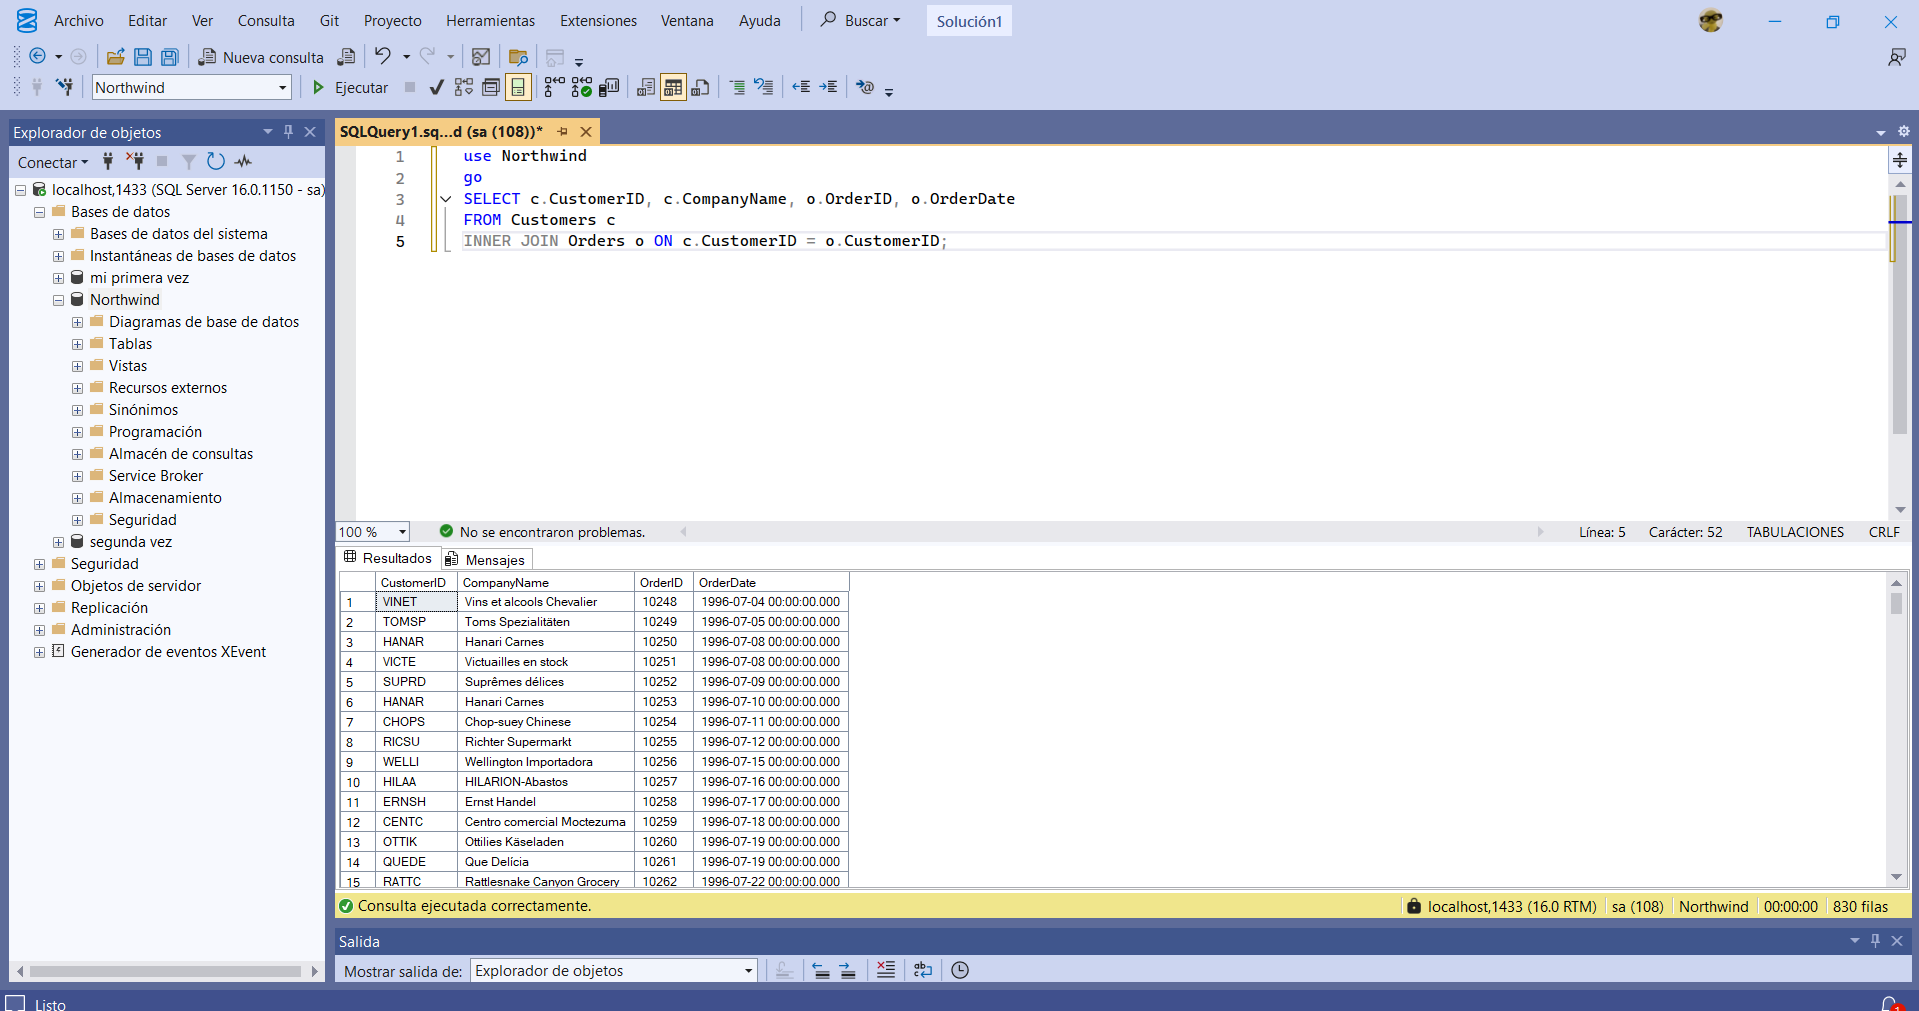 Archivo Editar Ver Consulta Git Proyecto Herramientas Extensiones Ventana Ayuda Buscar Solución1
Nueva consulta
Northwind Ejecutar
Explorador de objetos
Conectar
localhost,1433 (SQL Server 16.0.1150 - sa)
Bases de datos
Bases de datos del sistema
Instantáneas de bases de datos
mi primera vez
Northwind
Diagramas de base de datos
Tablas
Vistas
Recursos externos
Sinónimos
Programación
Almacén de consultas
Service Broker
Almacenamiento
Seguridad
segunda vez
Seguridad
Objetos de servidor
Replicación
Administración
Generador de eventos XEvent
SQLQuery1.sq...d (sa (108))*
1 use Northwind
2 go
3 SELECT c.CustomerID, c.CompanyName, o.OrderID, o.OrderDate
4 FROM Customers c
5 INNER JOIN Orders o ON c.CustomerID = o.CustomerID;
100 % No se encontraron problemas. Línea: 5 Carácter: 52 TABULACIONES CRLF
Resultados Mensajes
CustomerID CompanyName OrderID OrderDate
1 VINET Vins et alcools Chevalier 10248 1996-07-04 00:00:00.000
2 TOMSP Toms Spezialitäten 10249 1996-07-05 00:00:00.000
3 HANAR Hanari Carnes 10250 1996-07-08 00:00:00.000
4 VICTE Victuailles en stock 10251 1996-07-08 00:00:00.000
5 SUPRD Suprêmes délices 10252 1996-07-09 00:00:00.000
6 HANAR Hanari Carnes 10253 1996-07-10 00:00:00.000
7 CHOPS Chop-suey Chinese 10254 1996-07-11 00:00:00.000
8 RICSU Richter Supermarkt 10255 1996-07-12 00:00:00.000
9 WELLI Wellington Importadora 10256 1996-07-15 00:00:00.000
10 HILAA HILARION-Abastos 10257 1996-07-16 00:00:00.000
11 ERNSH Ernst Handel 10258 1996-07-17 00:00:00.000
12 CENTC Centro comercial Moctezuma 10259 1996-07-18 00:00:00.000
13 OTTIK Ottilies Käseladen 10260 1996-07-19 00:00:00.000
14 QUEDE Que Delícia 10261 1996-07-19 00:00:00.000
15 RATTC Rattlesnake Canyon Grocery 10262 1996-07-22 00:00:00.000
Consulta ejecutada correctamente. localhost,1433 (16.0 RTM) sa (108) Northwind 00:00:00 830 filas
Salida
Mostrar salida de: Explorador de objetos
Listo
1